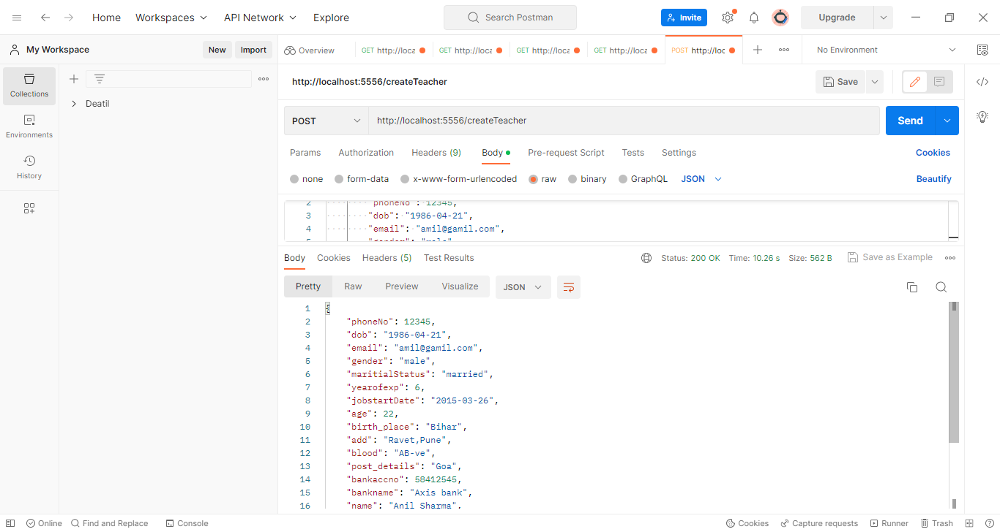 Home Workspaces API Network Explore Search Postman Invite Upgrade
My Workspace New Import Overview GET http://loca GET http://loca GET http://loca GET http://loca POST http://loc No Environment
Collections
Environments
History
Deatil
http://localhost:5556/createTeacher Save
POST http://localhost:5556/createTeacher Send
Params Authorization Headers (9) Body Pre-request Script Tests Settings Cookies
none form-data x-www-form-urlencoded raw binary GraphQL JSON Beautify
2 "phoneNo": 12345,
3 "dob": "1986-04-21",
4 "email": "amil@gamil.com",
5 "gender": "male"
Body Cookies Headers (5) Test Results Status: 200 OK Time: 10.26 s Size: 562 B Save as Example
Pretty Raw Preview Visualize JSON
1 {
2 "phoneNo": 12345,
3 "dob": "1986-04-21",
4 "email": "amil@gamil.com",
5 "gender": "male",
6 "maritialStatus": "married",
7 "yearofexp": 6,
8 "jobstartDate": "2015-03-26",
9 "age": 22,
10 "birth_place": "Bihar",
11 "add": "Ravet,Pune",
12 "blood": "AB-ve",
13 "post_details": "Goa",
14 "bankaccno": 58412545,
15 "bankname": "Axis bank",
16 "name": "Anil Sharma",
Online Find and Replace Console Cookies Capture requests Runner Trash